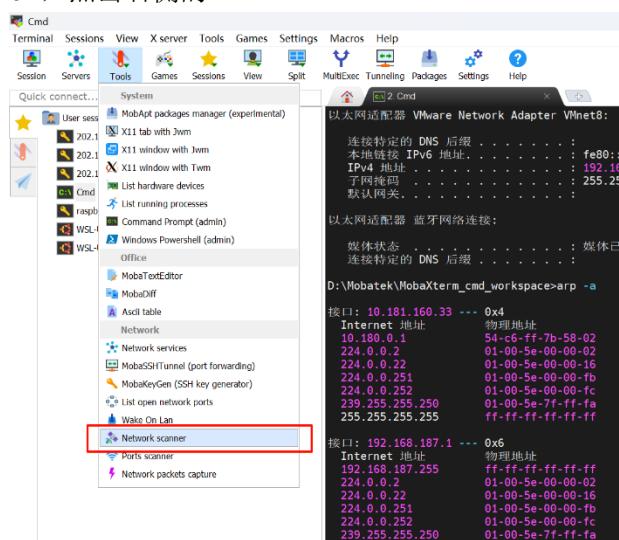 Cmd
Terminal Sessions View X server Tools Games Settings Macros Help
Session Servers Tools Games Sessions View Split MultiExec Tunneling Packages Settings Help
Quick connect...
2. Cmd
User sess
202.1
202.1
202.1
Cmd
raspb
WSL-
WSL-
System
MobApt packages manager (experimental)
X11 tab with Jwm
X11 window with Jwm
X11 window with Twm
List hardware devices
List running processes
Command Prompt (admin)
Windows Powershell (admin)
Office
MobaTextEditor
MobaDiff
Ascii table
Network
Network services
MobaSSHTunnel (port forwarding)
MobaKeyGen (SSH key generator)
List open network ports
Wake On Lan
Network scanner
Ports scanner
Network packets capture
以太网适配器 VMware Network Adapter VMnet8:
连接特定的 DNS 后缀 . . . . . . . :
本地链接 IPv6 地址. . . . . . . . : fe80::
IPv4 地址 . . . . . . . . . . . . : 192.16
子网掩码 . . . . . . . . . . . . : 255.25
默认网关. . . . . . . . . . . . . :
以太网适配器 蓝牙网络连接:
媒体状态 . . . . . . . . . . . . : 媒体已
连接特定的 DNS 后缀 . . . . . . . :
D:\Mobatek\MobaXterm_cmd_workspace>arp -a
接口: 10.181.160.33 --- 0x4
Internet 地址 物理地址
10.180.0.1 54-c6-ff-7b-58-02
224.0.0.2 01-00-5e-00-00-02
224.0.0.22 01-00-5e-00-00-16
224.0.0.251 01-00-5e-00-00-fb
224.0.0.252 01-00-5e-00-00-fc
239.255.255.250 01-00-5e-7f-ff-fa
255.255.255.255 ff-ff-ff-ff-ff-ff
接口: 192.168.187.1 --- 0x6
Internet 地址 物理地址
192.168.187.255 ff-ff-ff-ff-ff-ff
224.0.0.2 01-00-5e-00-00-02
224.0.0.22 01-00-5e-00-00-16
224.0.0.251 01-00-5e-00-00-fb
224.0.0.252 01-00-5e-00-00-fc
239.255.255.250 01-00-5e-7f-ff-fa